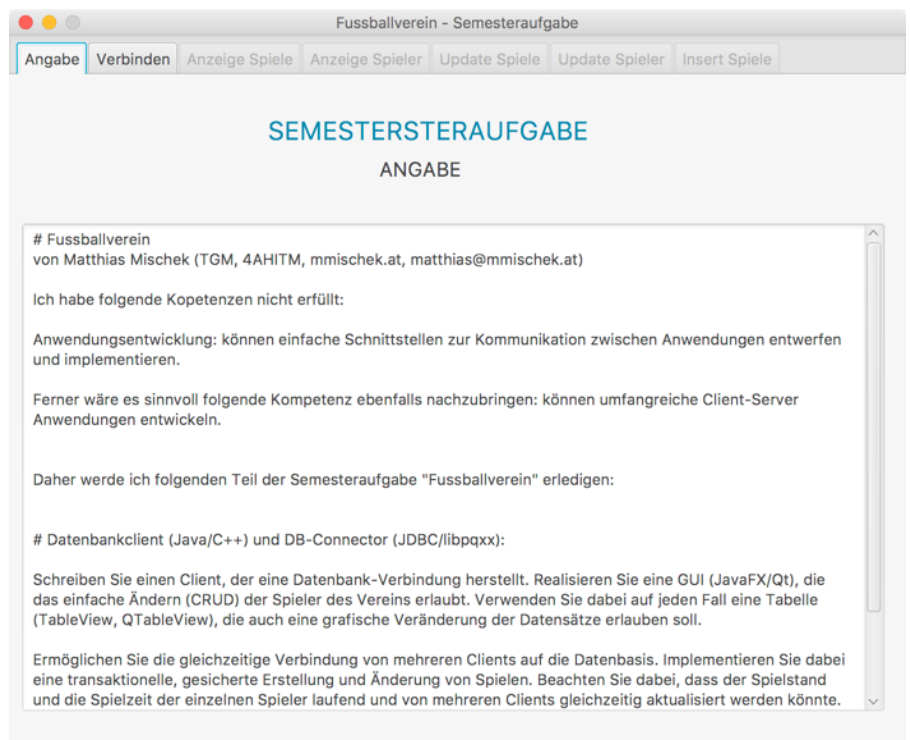 Fussballverein - Semesteraufgabe
Angabe Verbinden Anzeige Spiele Anzeige Spieler Update Spiele Update Spieler Insert Spiele
SEMESTERSTERAUFGABE
ANGABE
# Fussballverein
von Matthias Mischek (TGM, 4AHITM, mmischek.at, matthias@mmischek.at)
Ich habe folgende Kopetenzen nicht erfüllt:
Anwendungsentwicklung: können einfache Schnittstellen zur Kommunikation zwischen Anwendungen entwerfen
und implementieren.
Ferner wäre es sinnvoll folgende Kompetenz ebenfalls nachzubringen: können umfangreiche Client-Server
Anwendungen entwickeln.
Daher werde ich folgenden Teil der Semesteraufgabe "Fussballverein" erledigen:
# Datenbankclient (Java/C++) und DB-Connector (JDBC/libpqxx):
Schreiben Sie einen Client, der eine Datenbank-Verbindung herstellt. Realisieren Sie eine GUI (JavaFX/Qt), die
das einfache Ändern (CRUD) der Spieler des Vereins erlaubt. Verwenden Sie dabei auf jeden Fall eine Tabelle
(TableView, QTableView), die auch eine grafische Veränderung der Datensätze erlauben soll.
Ermöglichen Sie die gleichzeitige Verbindung von mehreren Clients auf die Datenbasis. Implementieren Sie dabei
eine transaktionelle, gesicherte Erstellung und Änderung von Spielen. Beachten Sie dabei, dass der Spielstand
und die Spielzeit der einzelnen Spieler laufend und von mehreren Clients gleichzeitig aktualisiert werden könnte.